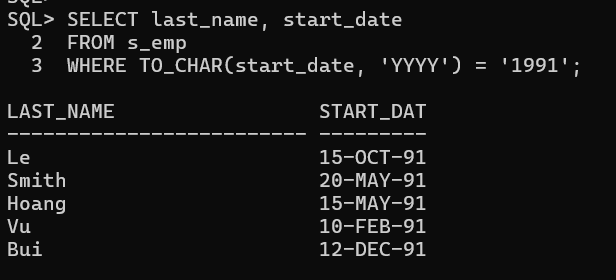 SQL> SELECT last_name, start_date
  2  FROM s_emp
  3  WHERE TO_CHAR(start_date, 'YYYY') = '1991';
LAST_NAME                 START_DAT
------------------------- ---------
Le                        15-OCT-91
Smith                     20-MAY-91
Hoang                     15-MAY-91
Vu                        10-FEB-91
Bui                       12-DEC-91